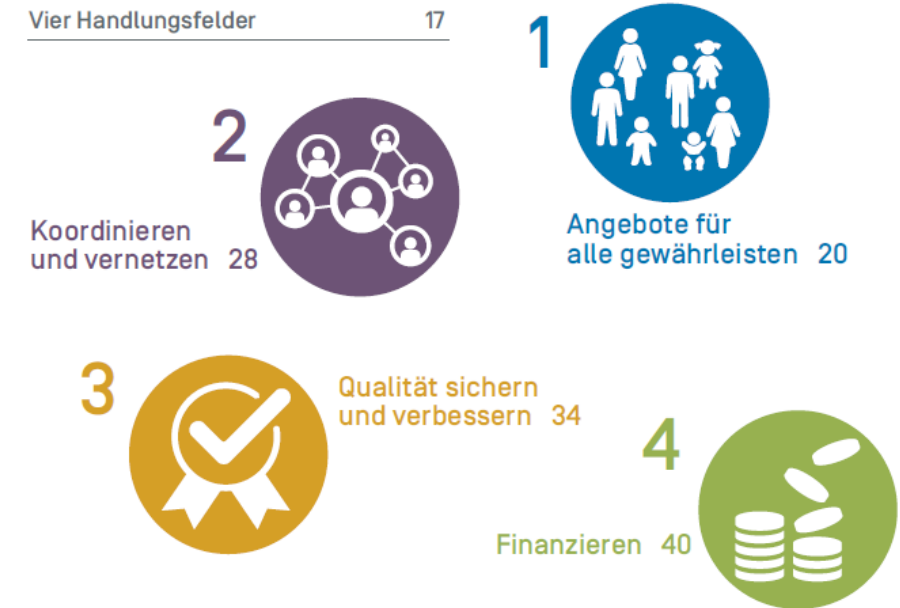 Vier Handlungsfelder 17
1
Angebote für
alle gewährleisten 20
2
Koordinieren
und vernetzen 28
3
Qualität sichern
und verbessern 34
4
Finanzieren 40